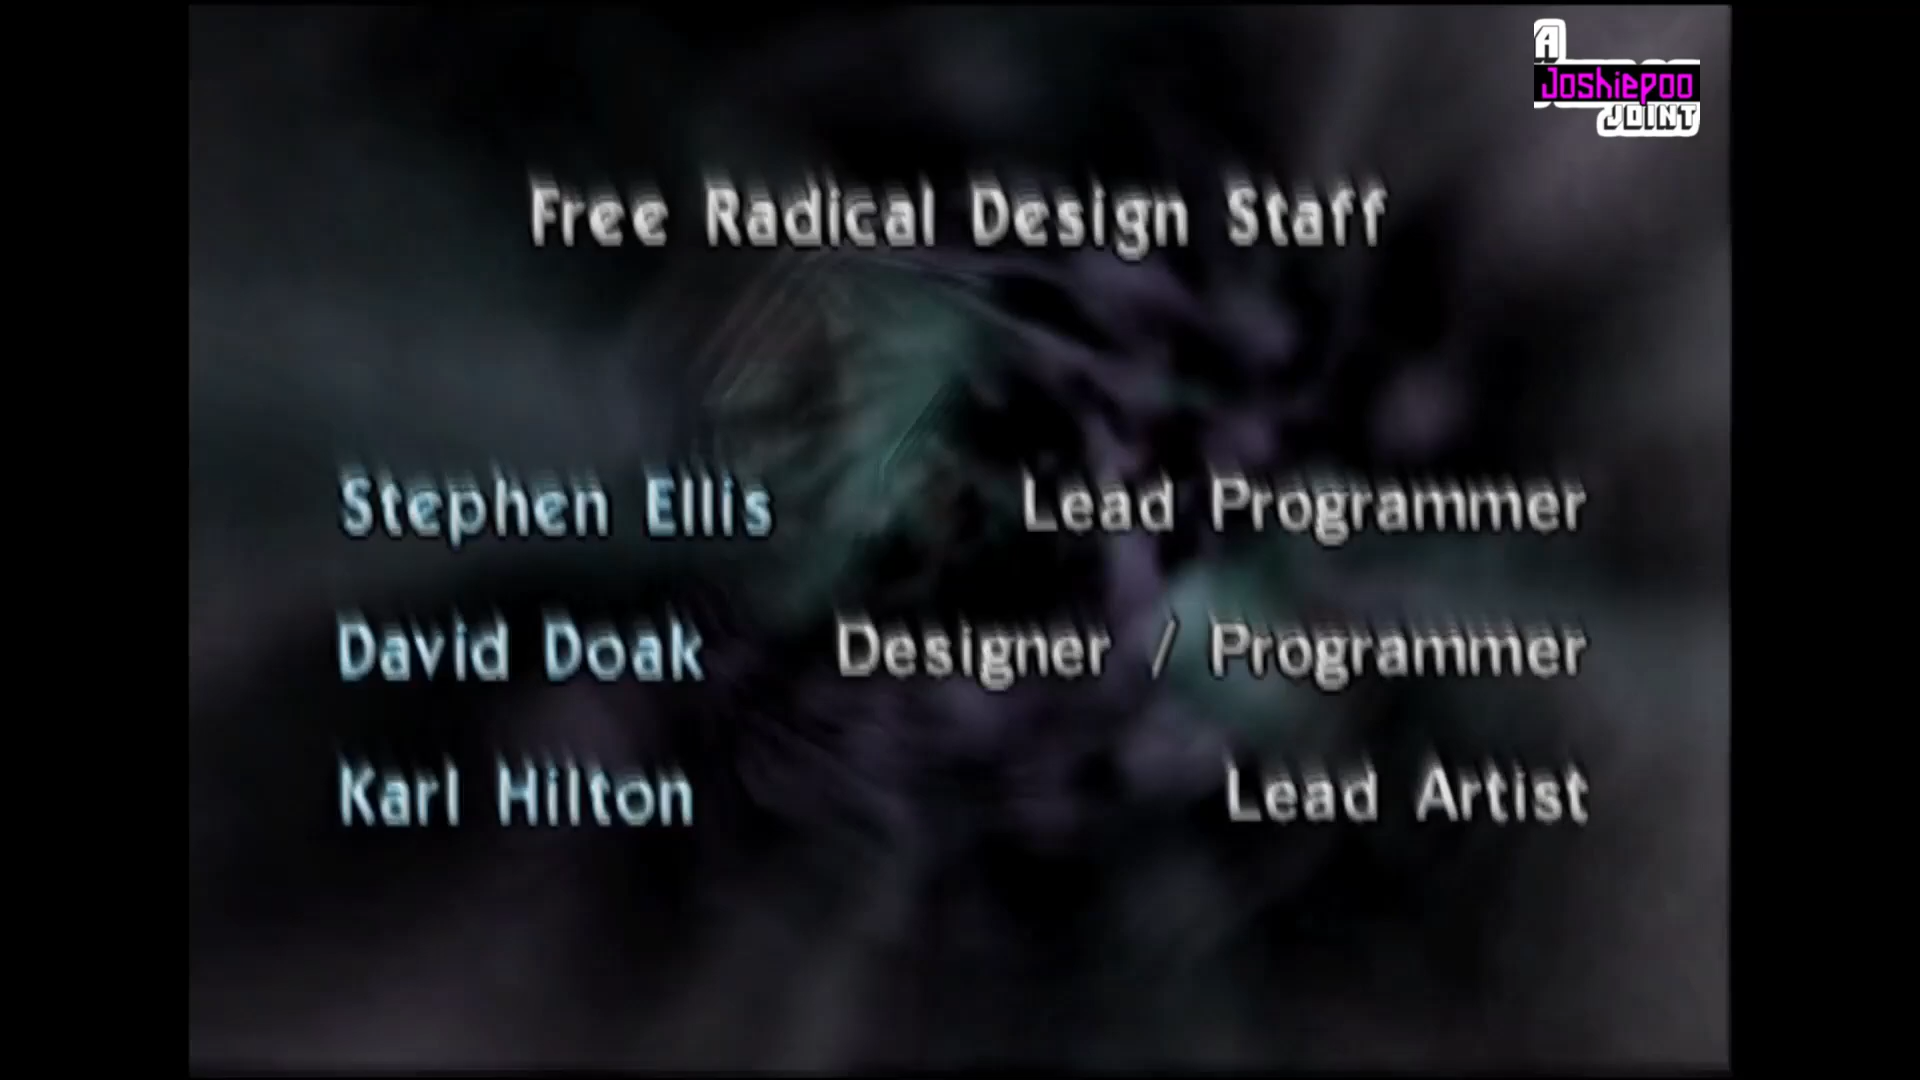 A
Joshiepoo
JOINT
Free Radical Design Staff
Stephen Ellis Lead Programmer
David Doak Designer / Programmer
Karl Hilton Lead Artist